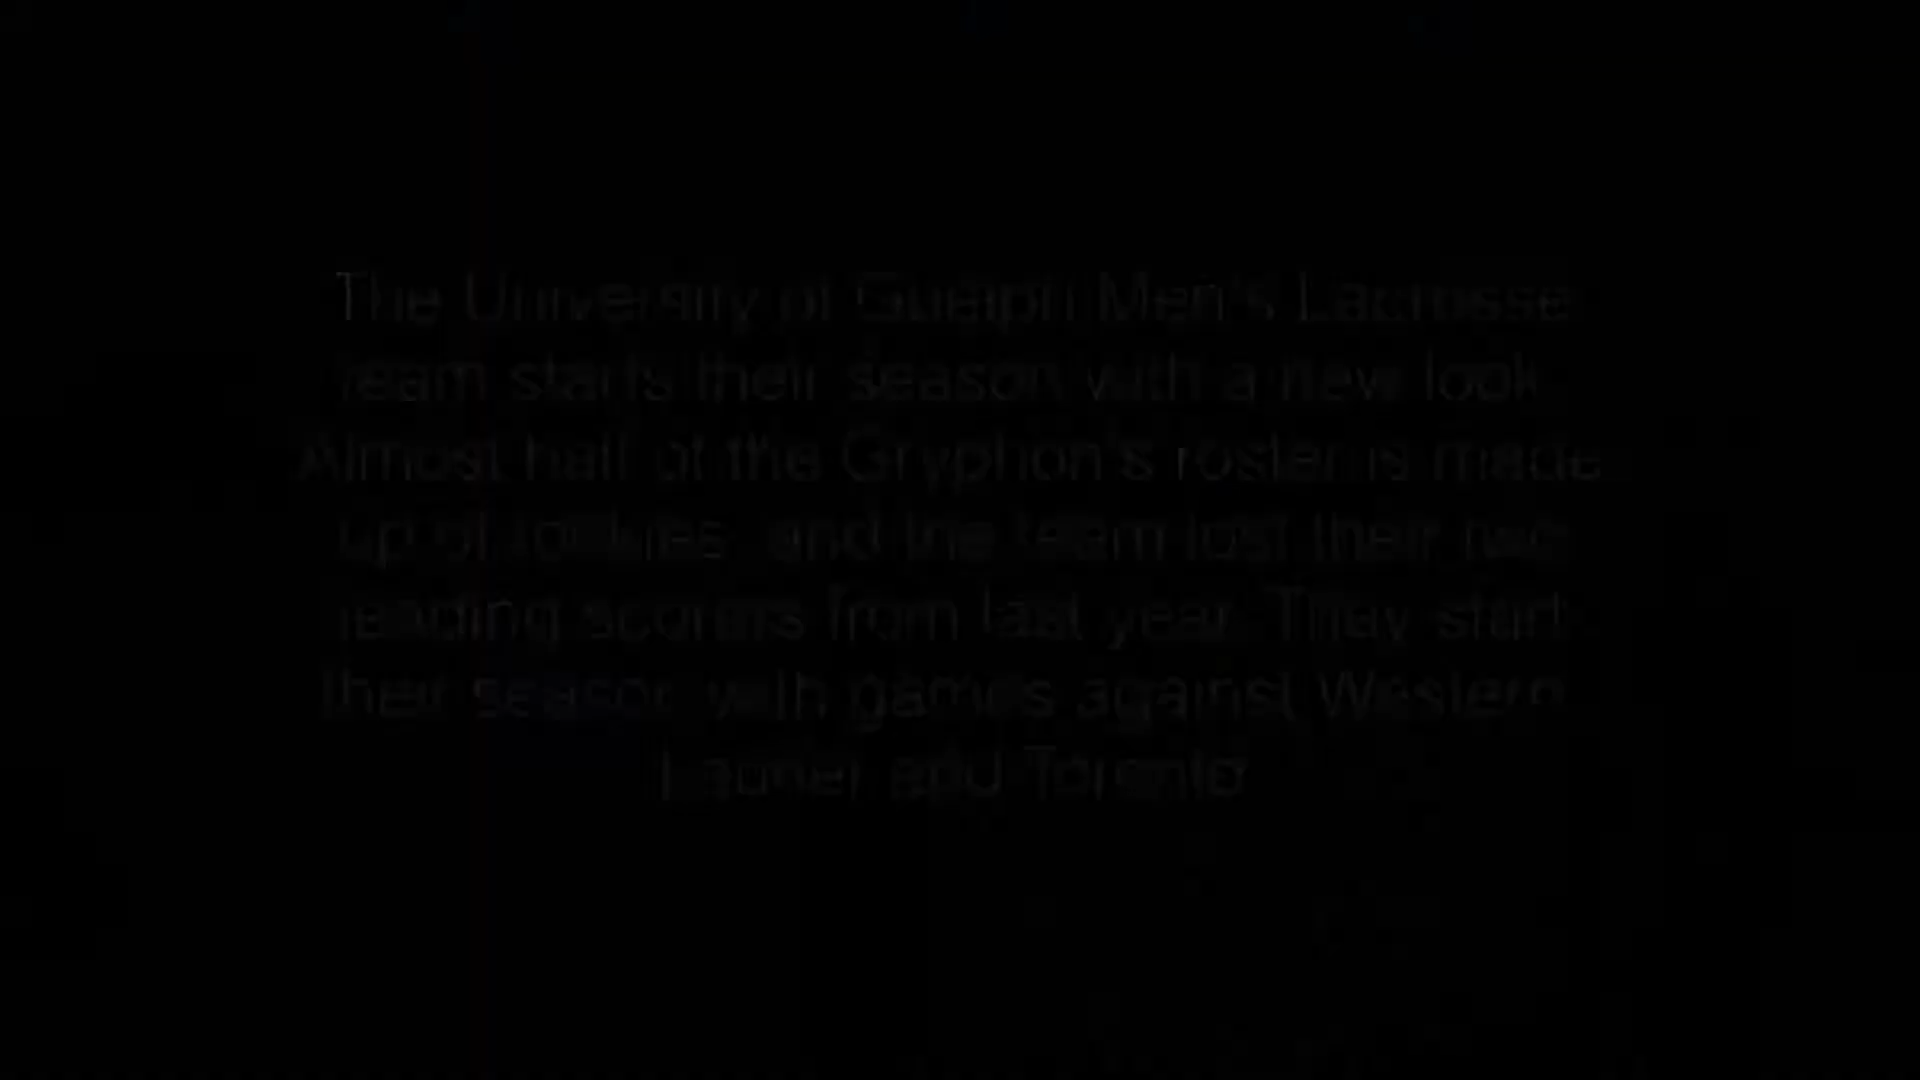 The University of Guelph Men's Lacrosse
team starts their season with a new look.
Almost half of the Gryphon's roster is made
up of rookies, and the team lost their two
leading scorers from last year. They start
their season with games against Western,
Laurier and Toronto